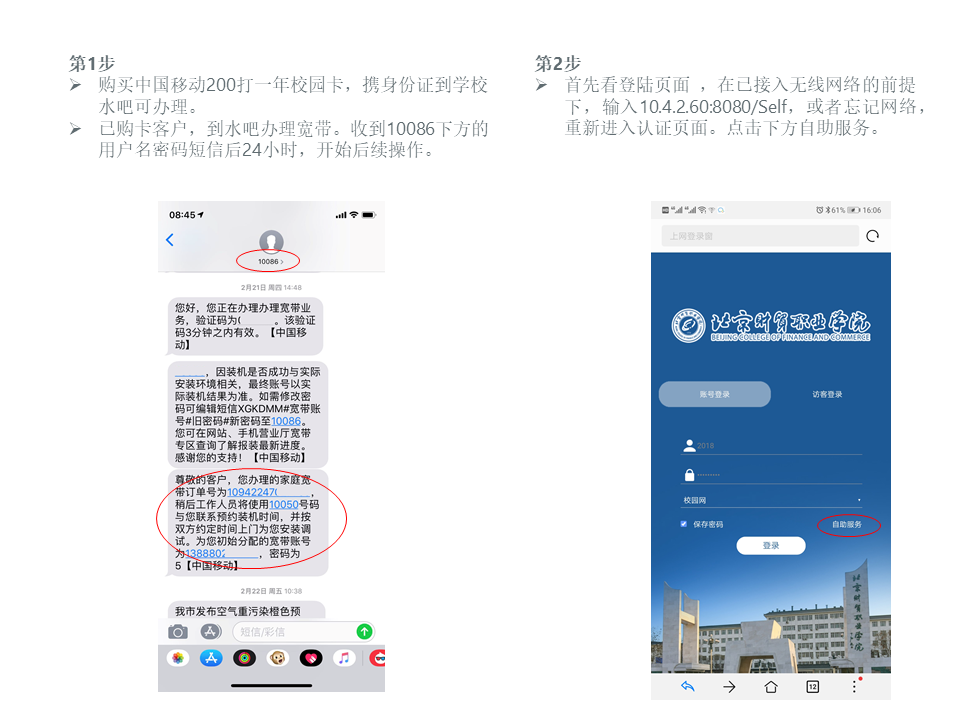 第1步
➢ 购买中国移动200打一年校园卡，携身份证到学校
水吧可办理。
➢ 已购卡客户，到水吧办理宽带。收到10086下方的
用户名密码短信后24小时，开始后续操作。
08:45
10086 >
2月21日 周四 14:48
您好，您正在办理办理宽带业
务，验证码为( 。该验证
码3分钟之内有效。【中国移
动】
，因装机是否成功与实际
安装环境相关，最终账号以实
际装机结果为准。如需修改密
码可编辑短信XGKDMM#宽带账
号#旧密码#新密码至10086。
您可在网站、手机营业厅宽带
专区查询了解报装最新进度。
感谢您的支持！【中国移动】
尊敬的客户，您办理的家庭宽
带订单号为10942247( ，
稍后工作人员将使用10050号码
与您联系预约装机时间，并按
双方约定时间上门为您安装调
试。为您初始分配的宽带账号
为138880 ，密码为
5【中国移动】
2月22日 周五 10:38
我市发布空气重污染橙色预
短信/彩信
第2步
➢ 首先看登陆页面 ，在已接入无线网络的前提
下，输入10.4.2.60:8080/Self，或者忘记网络，
重新进入认证页面。点击下方自助服务。
61% 16:06
上网登录窗
北京财贸职业学院
BEIJING COLLEGE OF FINANCE AND COMMERCE
账号登录 访客登录
2018
校园网
保存密码 自助服务
登录
北京财贸职业学院
12